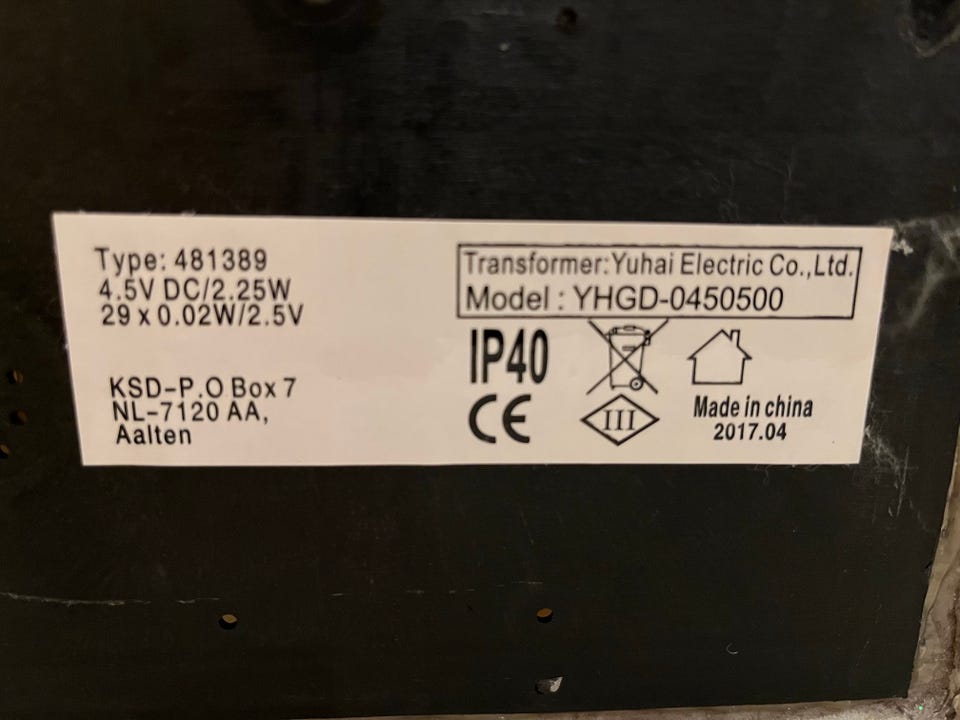 Type: 481389
4.5V DC/2.25W
29 x 0.02W/2.5V
KSD-P.O Box 7
NL-7120 AA,
Aalten
Transformer:Yuhai Electric Co.,Ltd.
Model : YHGD-0450500
IP40
CE
III
Made in china
2017.04